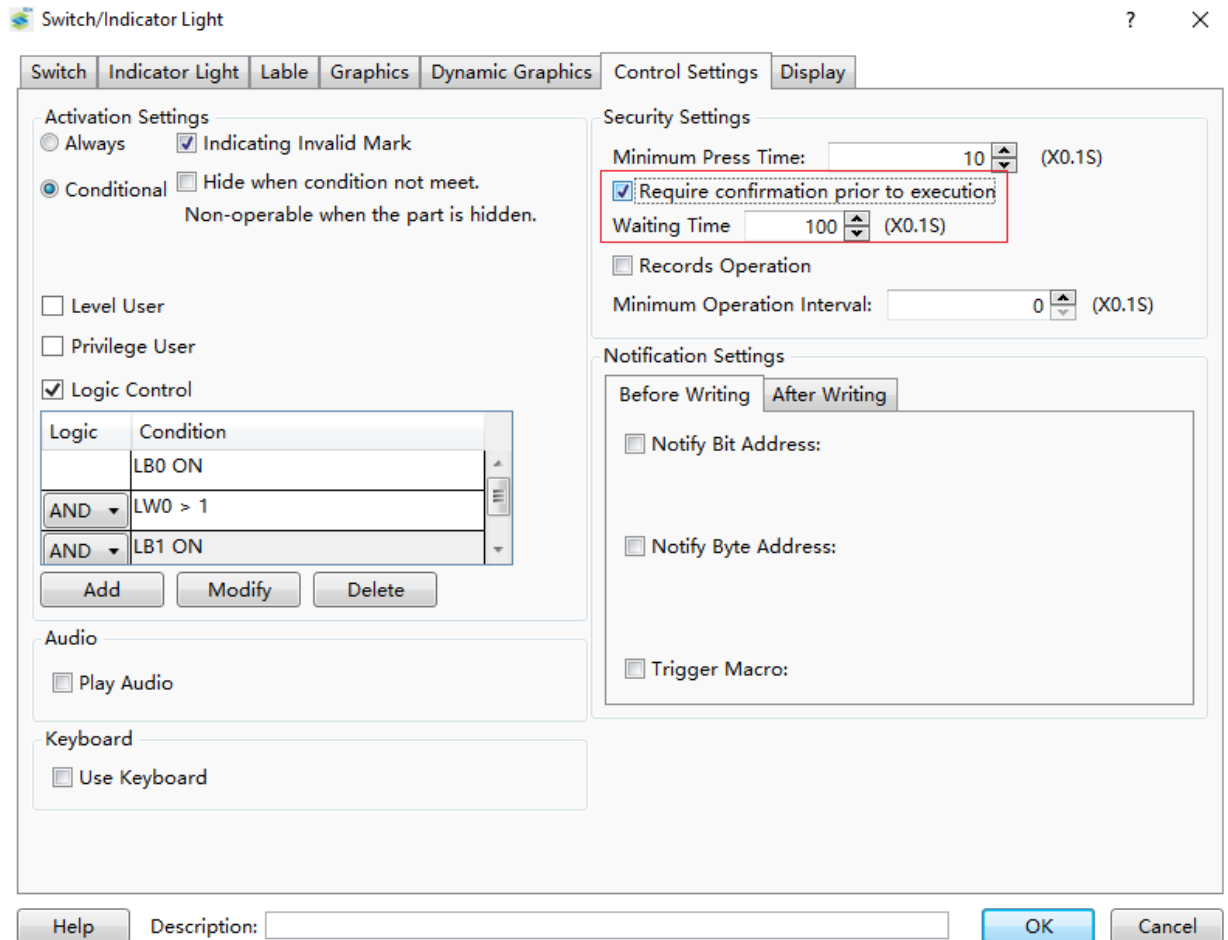 Switch/Indicator Light
?
Switch Indicator Light Lable Graphics Dynamic Graphics Control Settings Display
Activation Settings
Always Indicating Invalid Mark
Conditional Hide when condition not meet.
Non-operable when the part is hidden.
Level User
Privilege User
Logic Control
Logic Condition
LB0 ON
AND LW0 > 1
AND LB1 ON
Add Modify Delete
Audio
Play Audio
Keyboard
Use Keyboard
Security Settings
Minimum Press Time: 10 (X0.1S)
Require confirmation prior to execution
Waiting Time 100 (X0.1S)
Records Operation
Minimum Operation Interval: 0 (X0.1S)
Notification Settings
Before Writing After Writing
Notify Bit Address:
Notify Byte Address:
Trigger Macro:
Help Description: OK Cancel